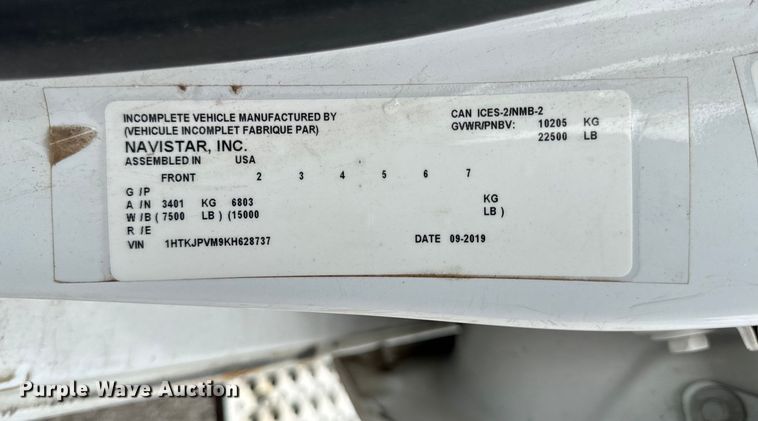 INCOMPLETE VEHICLE MANUFACTURED BY
(VEHICULE INCOMPLET FABRIQUE PAR)
NAVISTAR, INC.
ASSEMBLED IN USA
CAN ICES-2/NMB-2
GVWR/PNBV: 10205 KG
22500 LB
FRONT 2 3 4 5 6 7
G /P
A /N 3401 KG 6803 KG
W /B ( 7500 LB ) (15000 LB )
R /E
VIN 1HTKJPVM9KH628737 DATE 09-2019
Purple Wave Auction